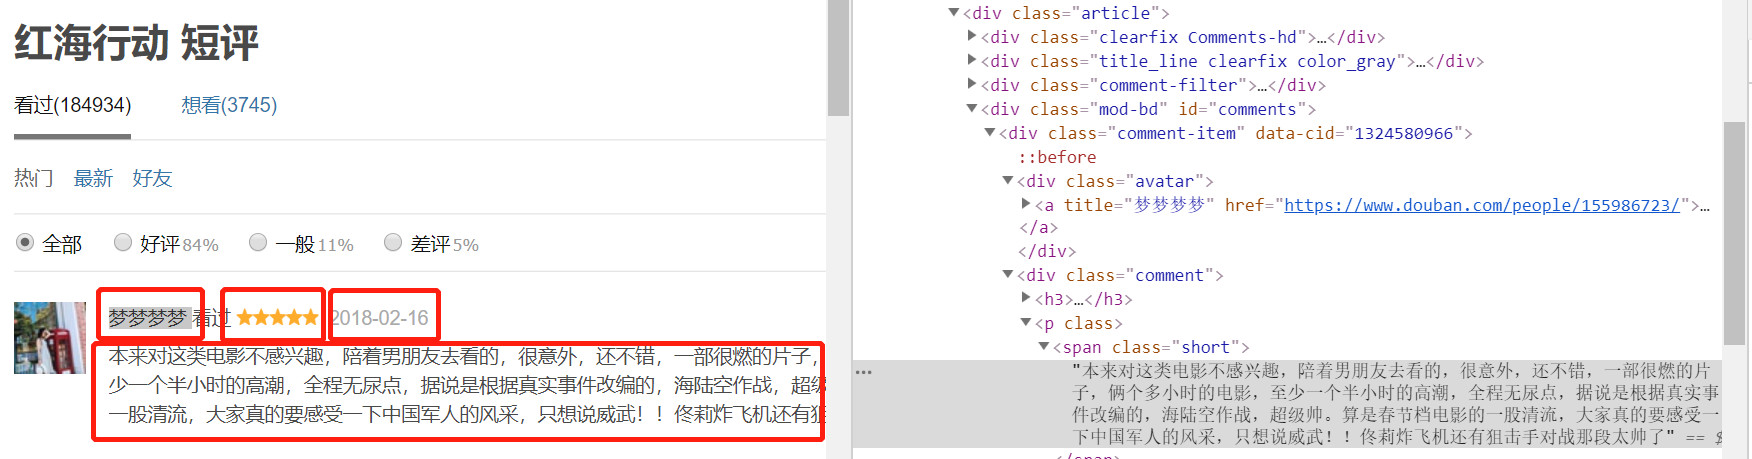 红海行动 短评
看过(184934) 想看(3745)
热门 最新 好友
全部 好评84% 一般11% 差评5%
梦梦梦梦 看过 ★★★★★ 2018-02-16
本来对这类电影不感兴趣，陪着男朋友去看的，很意外，还不错，一部很燃的片子，
少一个半小时的高潮，全程无尿点，据说是根据真实事件改编的，海陆空作战，超级
一股清流，大家真的要感受一下中国军人的风采，只想说威武！！佟莉炸飞机还有狙
▼<div class="article">
▶<div class="clearfix Comments-hd">…</div>
▶<div class="title_line clearfix color_gray">…</div>
▶<div class="comment-filter">…</div>
▼<div class="mod-bd" id="comments">
▼<div class="comment-item" data-cid="1324580966">
::before
▼<div class="avatar">
▶<a title="梦梦梦梦" href="https://www.douban.com/people/155986723/">…
</a>
</div>
▼<div class="comment">
▶<h3>…</h3>
▼<p class>
▼<span class="short">
"本来对这类电影不感兴趣，陪着男朋友去看的，很意外，还不错，一部很燃的片
子，俩个多小时的电影，至少一个半小时的高潮，全程无尿点，据说是根据真实事
件改编的，海陆空作战，超级帅。算是春节档电影的一股清流，大家真的要感受一
下中国军人的风采，只想说威武！！佟莉炸飞机还有狙击手对战那段太帅了" == $
</span>